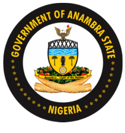 GOVERNMENT OF ANAMBRA STATE
NIGERIA